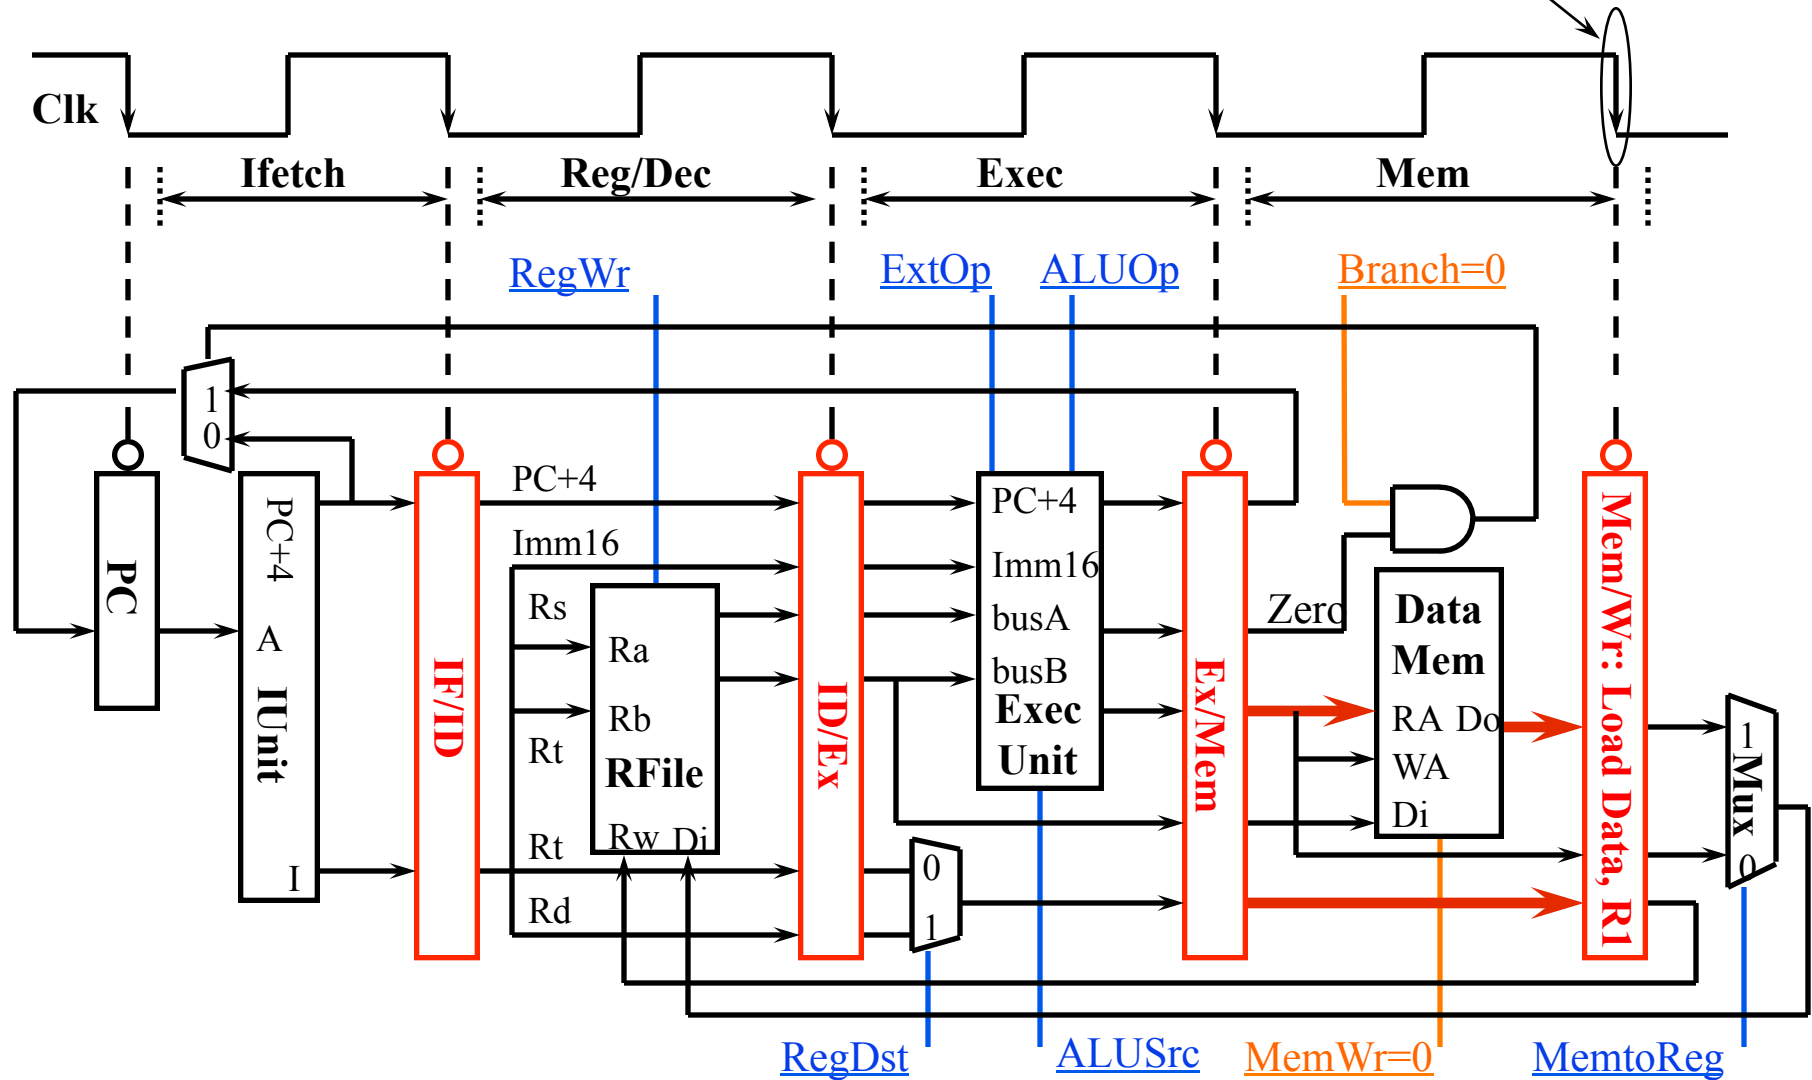 Clk
Ifetch
Reg/Dec
Exec
Mem
RegWr
ExtOp
ALUOp
Branch=0
1
0
PC
PC+4
A
IUnit
I
IF/ID
PC+4
Imm16
Rs
Ra
Rb
Rt
RFile
Rw Di
Rt
Rd
ID/Ex
PC+4
Imm16
busA
busB
Exec
Unit
0
1
Ex/Mem
Zero
Data
Mem
RA Do
WA
Di
Mem/Wr: Load Data, R1
1
Mux
0
RegDst
ALUSrc
MemWr=0
MemtoReg